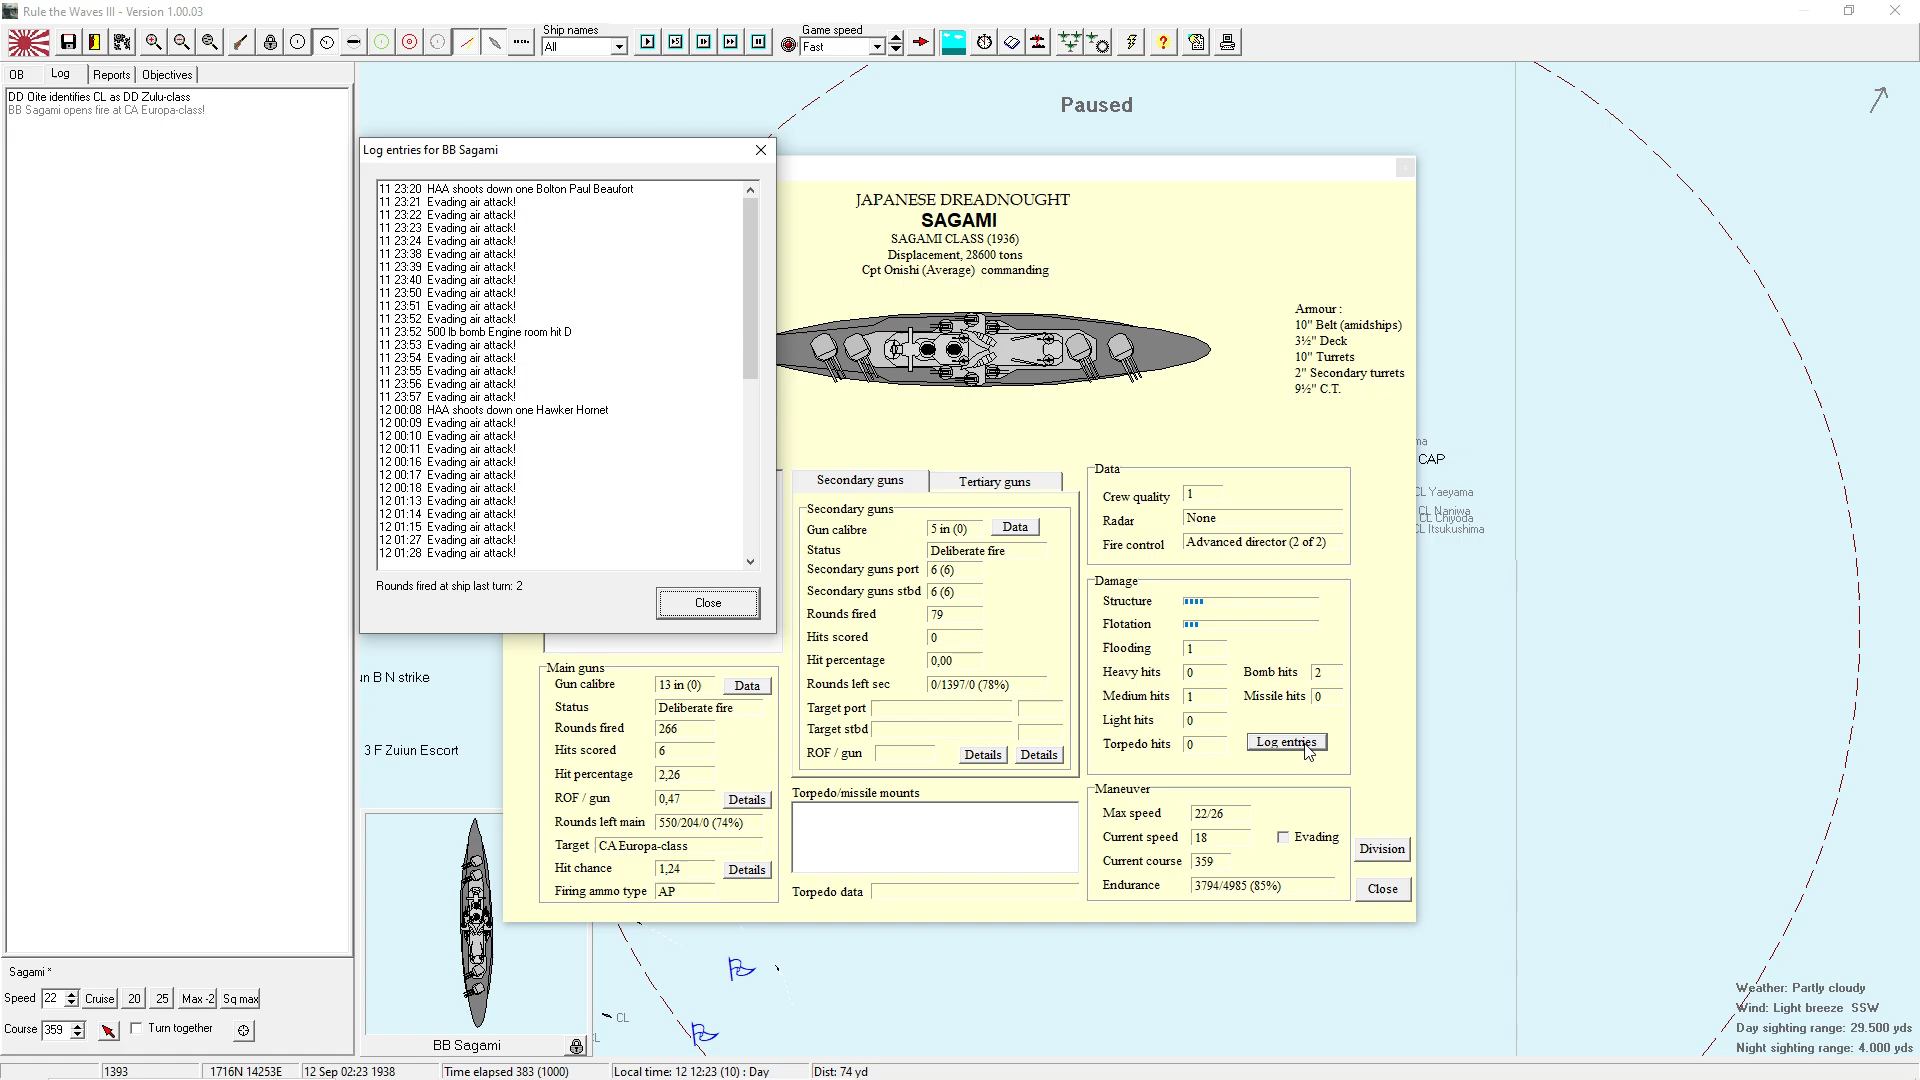 Rule the Waves III - Version 1.00.03
Ship names
All
Game speed
Fast
OB
Log
Reports
Objectives
DD Oite identifies CL as DD Zulu-class
BB Sagami opens fire at CA Europa-class!
Paused
Log entries for BB Sagami
11 23:20 HAA shoots down one Bolton Paul Beaufort
11 23:21 Evading air attack!
11 23:22 Evading air attack!
11 23:23 Evading air attack!
11 23:24 Evading air attack!
11 23:38 Evading air attack!
11 23:39 Evading air attack!
11 23:40 Evading air attack!
11 23:50 Evading air attack!
11 23:51 Evading air attack!
11 23:52 Evading air attack!
11 23:52 500 lb bomb Engine room hit D
11 23:53 Evading air attack!
11 23:54 Evading air attack!
11 23:55 Evading air attack!
11 23:56 Evading air attack!
11 23:57 Evading air attack!
12 00:08 HAA shoots down one Hawker Hornet
12 00:09 Evading air attack!
12 00:10 Evading air attack!
12 00:11 Evading air attack!
12 00:16 Evading air attack!
12 00:17 Evading air attack!
12 00:18 Evading air attack!
12 01:13 Evading air attack!
12 01:14 Evading air attack!
12 01:15 Evading air attack!
12 01:27 Evading air attack!
12 01:28 Evading air attack!
Rounds fired at ship last turn: 2
Close
JAPANESE DREADNOUGHT
SAGAMI
SAGAMI CLASS (1936)
Displacement, 28600 tons
Cpt Onishi (Average) commanding
Armour :
10" Belt (amidships)
3½" Deck
10" Turrets
2" Secondary turrets
9½" C.T.
Main guns
Gun calibre 13 in (0) Data
Status Deliberate fire
Rounds fired 266
Hits scored 6
Hit percentage 2,26
ROF / gun 0,47 Details
Rounds left main 550/204/0 (74%)
Target CA Europa-class
Hit chance 1,24 Details
Firing ammo type AP
Secondary guns
Tertiary guns
Secondary guns
Gun calibre 5 in (0) Data
Status Deliberate fire
Secondary guns port 6 (6)
Secondary guns stbd 6 (6)
Rounds fired 79
Hits scored 0
Hit percentage 0,00
Rounds left sec 0/1397/0 (78%)
Target port
Target stbd
ROF / gun Details Details
Torpedo/missile mounts
Torpedo data
Data
Crew quality 1
Radar None
Fire control Advanced director (2 of 2)
Damage
Structure
Flotation
Flooding 1
Heavy hits 0 Bomb hits 2
Medium hits 1 Missile hits 0
Light hits 0
Torpedo hits 0 Log entries
Maneuver
Max speed 22/26
Current speed 18 Evading
Current course 359
Endurance 3794/4985 (85%)
Division
Close
CAP
CL Yaeyama
CL Naniwa
CL Chiyoda
CL Itsukushima
B N strike
3 F Zuiun Escort
CL
BB Sagami
Sagami *
Speed 22 Cruise 20 25 Max -2 Sq max
Course 359 Turn together
Weather: Partly cloudy
Wind: Light breeze SSW
Day sighting range: 29.500 yds
Night sighting range: 4.000 yds
1393
1716N 14253E
12 Sep 02:23 1938
Time elapsed 383 (1000)
Local time: 12 12:23 (10) : Day
Dist: 74 yd